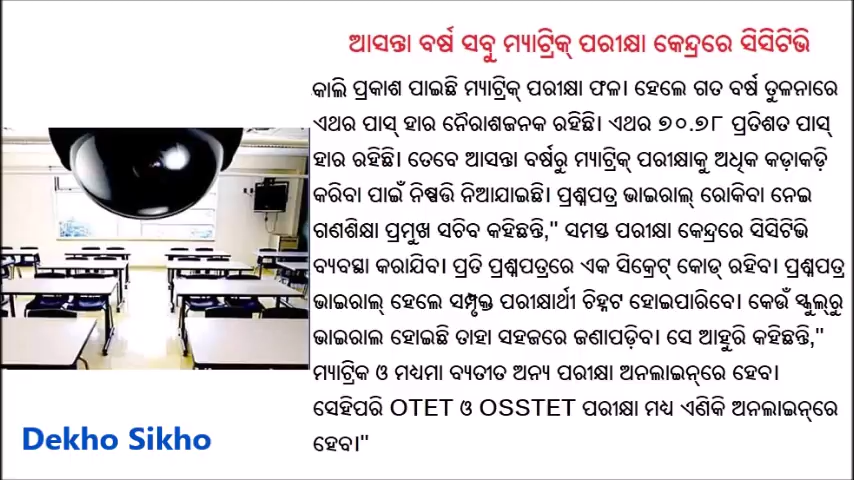 ଆସନ୍ତା ବର୍ଷ ସବୁ ମ୍ୟାଟ୍ରିକ୍ ପରୀକ୍ଷା କେନ୍ଦ୍ରରେ ସିସିଟିଭି
କାଲି ପ୍ରକାଶ ପାଇଛି ମ୍ୟାଟ୍ରିକ୍ ପରୀକ୍ଷା ଫଳ। ହେଲେ ଗତ ବର୍ଷ ତୁଳନାରେ
ଏଥର ପାସ୍ ହାର ନୈରାଶଜନକ ରହିଛି। ଏଥର ୭୦.୭୮ ପ୍ରତିଶତ ପାସ୍
ହାର ରହିଛି। ତେବେ ଆସନ୍ତା ବର୍ଷରୁ ମ୍ୟାଟ୍ରିକ୍ ପରୀକ୍ଷାକୁ ଅଧିକ କଡ଼ାକଡ଼ି
କରିବା ପାଇଁ ନିଷ୍ପତ୍ତି ନିଆଯାଇଛି। ପ୍ରଶ୍ନପତ୍ର ଭାଇରାଲ୍ ରୋକିବା ନେଇ
ଗଣଶିକ୍ଷା ପ୍ରମୁଖ ସଚିବ କହିଛନ୍ତି," ସମସ୍ତ ପରୀକ୍ଷା କେନ୍ଦ୍ରରେ ସିସିଟିଭି
ବ୍ୟବସ୍ଥା କରାଯିବ। ପ୍ରତି ପ୍ରଶ୍ନପତ୍ରରେ ଏକ ସିକ୍ରେଟ୍ କୋଡ୍ ରହିବ। ପ୍ରଶ୍ନପତ୍ର
ଭାଇରାଲ୍ ହେଲେ ସମ୍ପୃକ୍ତ ପରୀକ୍ଷାର୍ଥୀ ଚିହ୍ନଟ ହୋଇପାରିବେ। କେଉଁ ସ୍କୁଲ୍‌ରୁ
ଭାଇରାଲ ହୋଇଛି ତାହା ସହଜରେ ଜଣାପଡ଼ିବ। ସେ ଆହୁରି କହିଛନ୍ତି,"
ମ୍ୟାଟ୍ରିକ ଓ ମଧ୍ୟମା ବ୍ୟତୀତ ଅନ୍ୟ ପରୀକ୍ଷା ଅନଲାଇନ୍‌ରେ ହେବ।
ସେହିପରି OTET ଓ OSSTET ପରୀକ୍ଷା ମଧ୍ୟ ଏଣିକି ଅନଲାଇନ୍‌ରେ
ହେବ।"
Dekho Sikho